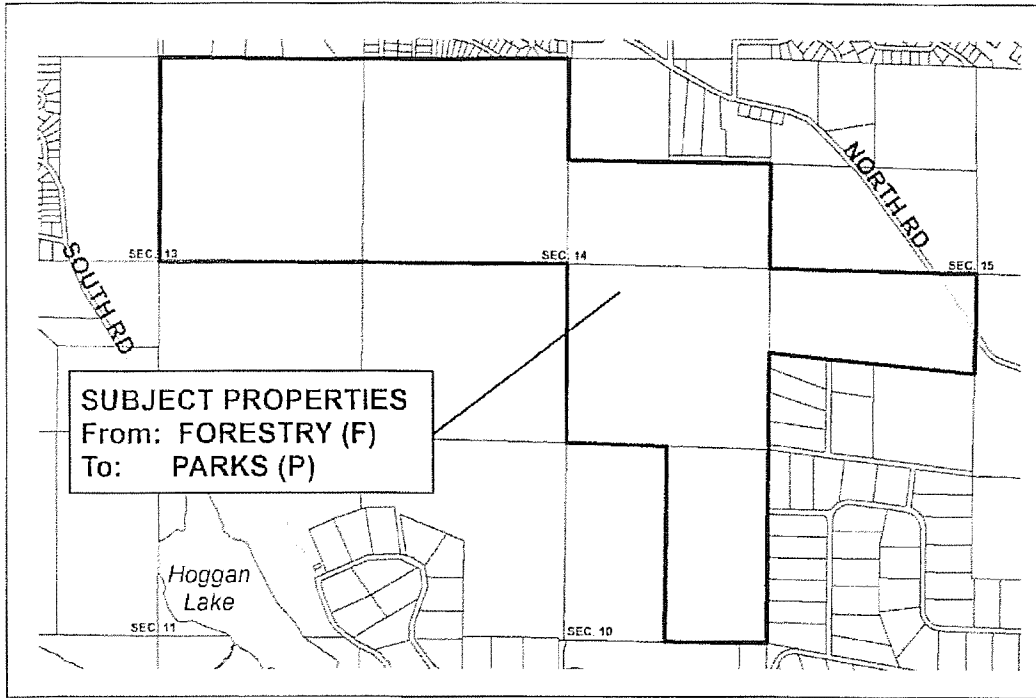 NORTH RD
SOUTH RD
SEC. 13
SEC. 14
SEC. 15
SUBJECT PROPERTIES
From: FORESTRY (F)
To: PARKS (P)
Hoggan
Lake
SEC. 11
SEC. 10